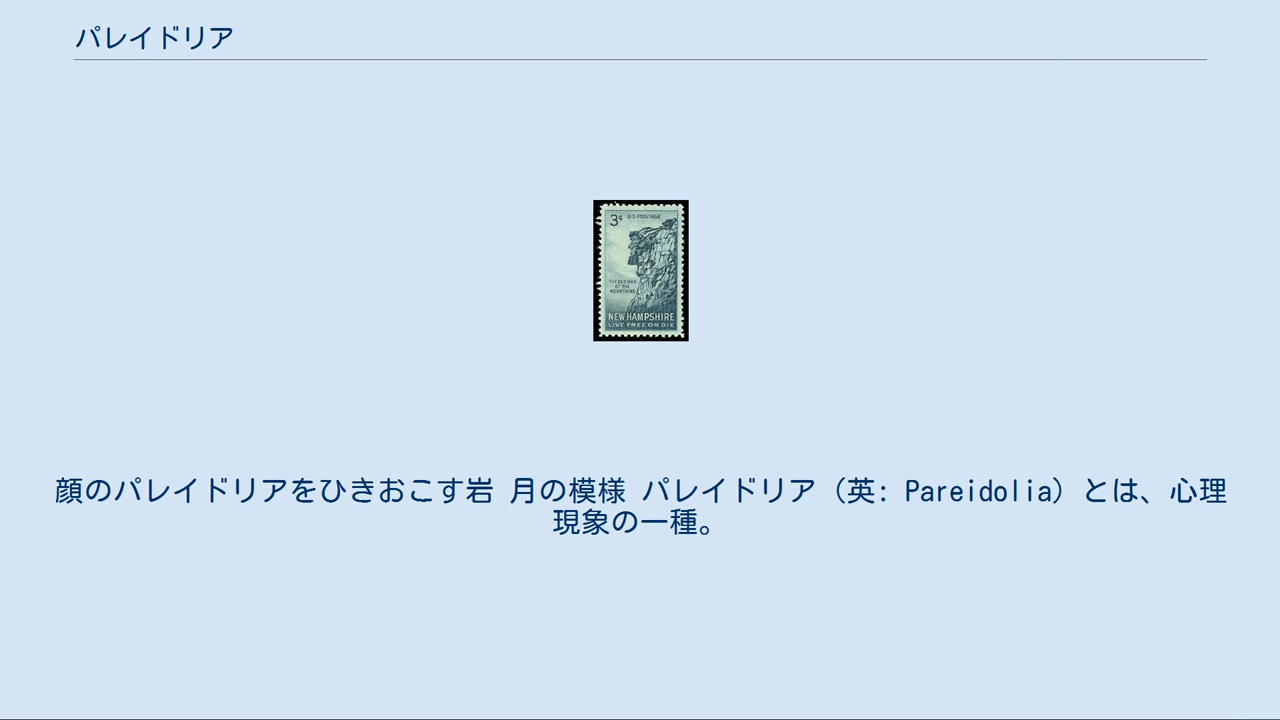 パレイドリア
3¢ U S POSTAGE
THE OLD MAN
OF THE
MOUNTAINS
NEW HAMPSHIRE
LIVE FREE OR DIE
顔のパレイドリアをひきおこす岩 月の模様 パレイドリア（英: Pareidolia）とは、心理
現象の一種。